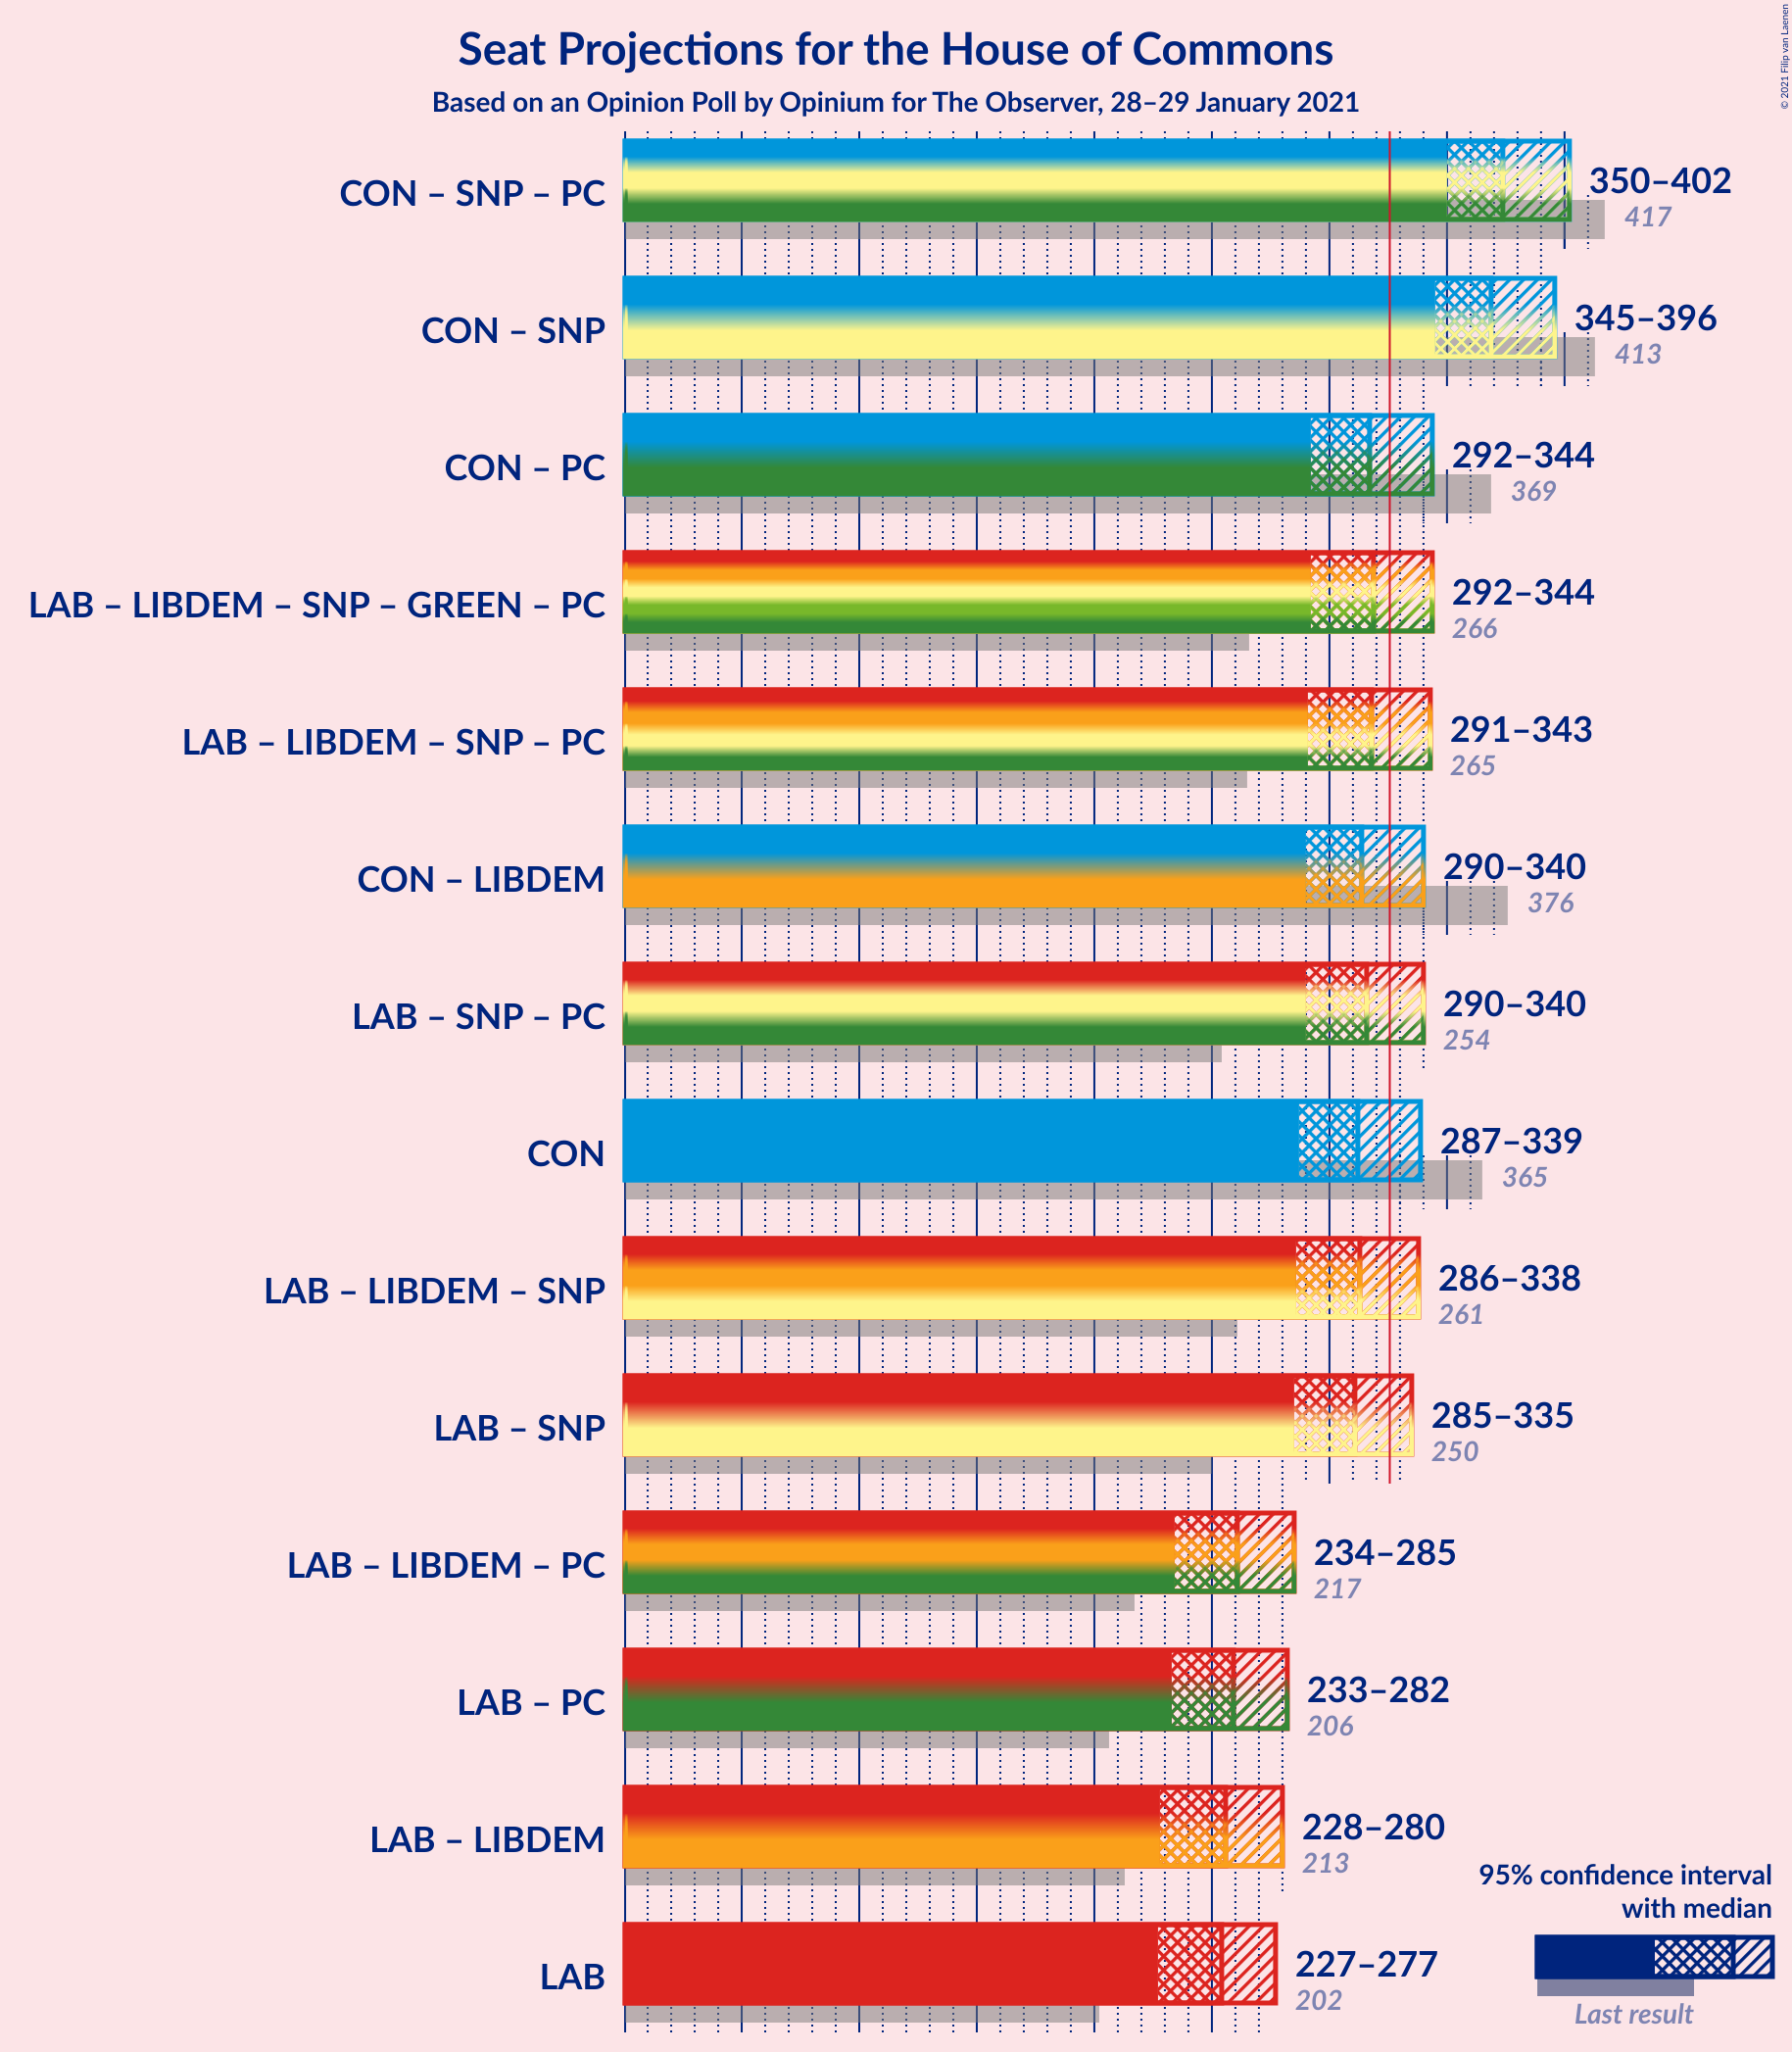 Seat Projections for the House of Commons
Based on an Opinion Poll by Opinium for The Observer, 28–29 January 2021
© 2021 Filip van Laenen
CON – SNP – PC
350–402
417
CON – SNP
345–396
413
CON – PC
292–344
369
LAB – LIBDEM – SNP – GREEN – PC
292–344
266
LAB – LIBDEM – SNP – PC
291–343
265
CON – LIBDEM
290–340
376
LAB – SNP – PC
290–340
254
CON
287–339
365
LAB – LIBDEM – SNP
286–338
261
LAB – SNP
285–335
250
LAB – LIBDEM – PC
234–285
217
LAB – PC
233–282
206
LAB – LIBDEM
228–280
213
LAB
227–277
202
95% confidence interval
with median
Last result